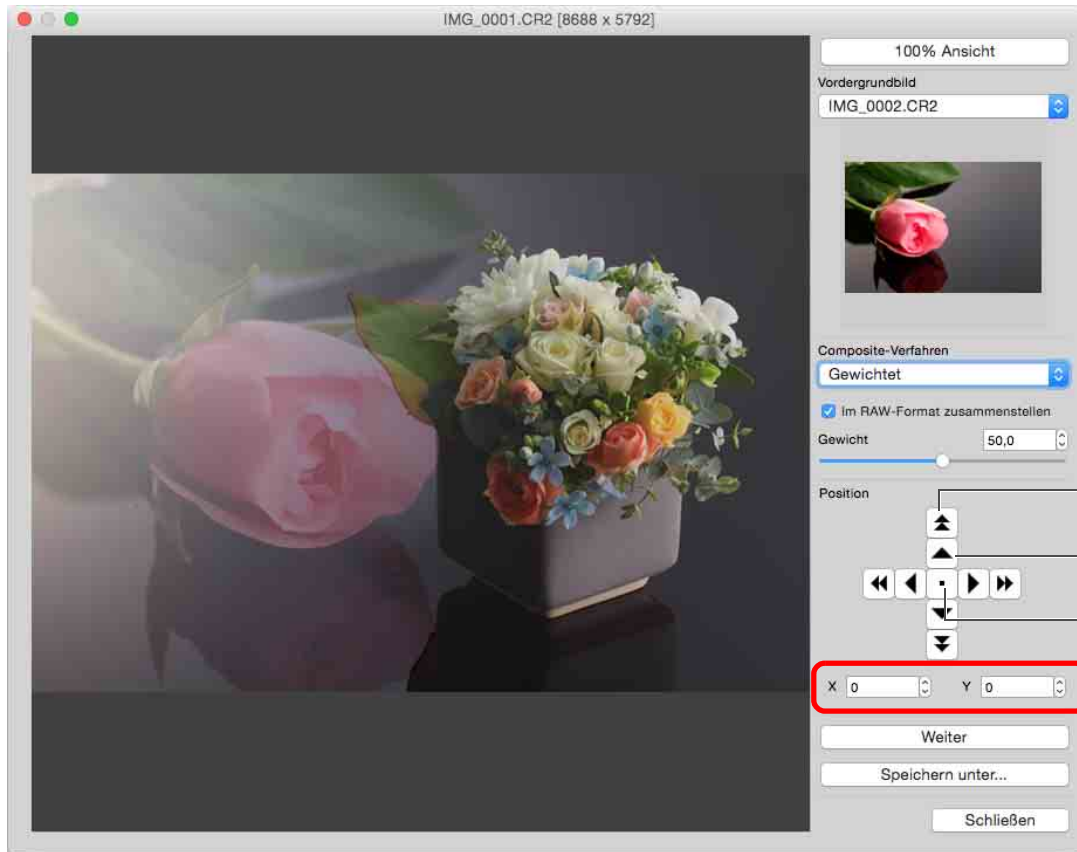 IMG_0001.CR2 [8688 x 5792]
100% Ansicht
Vordergrundbild
IMG_0002.CR2
Composite-Verfahren
Gewichtet
Im RAW-Format zusammenstellen
Gewicht 50,0
Position
X 0 Y 0
Weiter
Speichern unter...
Schließen